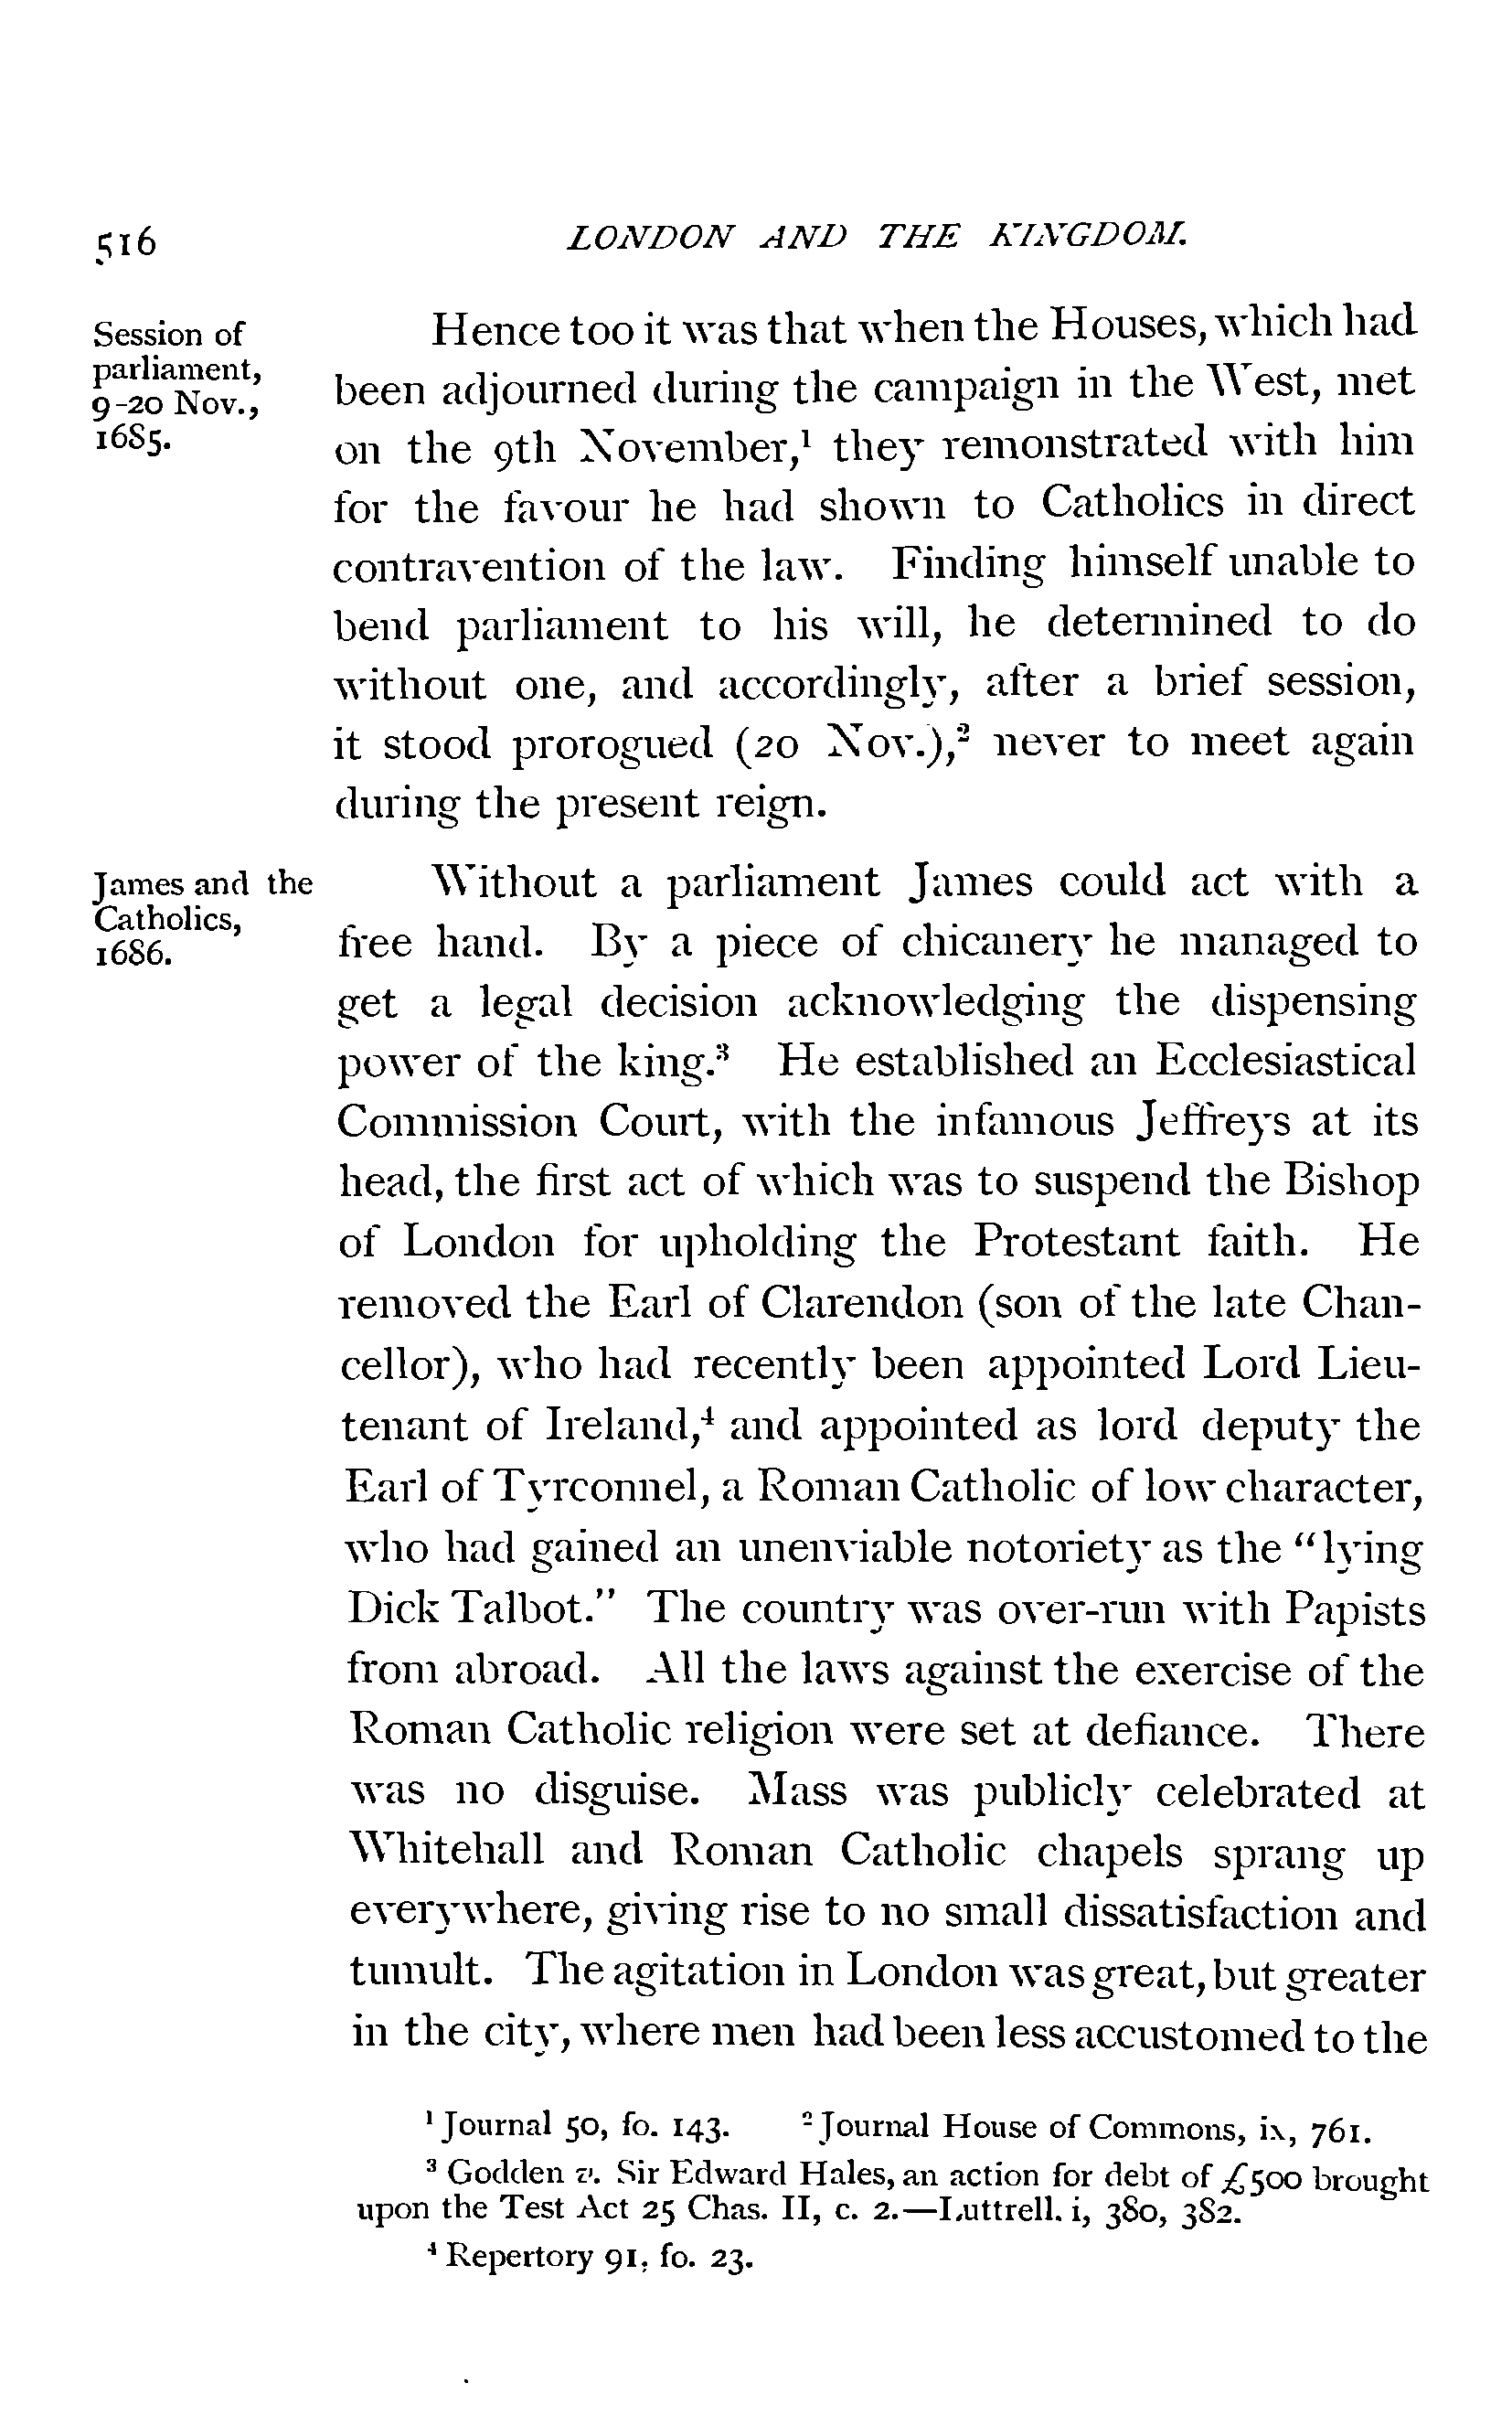 516 LONDON AND THE KINGDOM.
Session of
parliament,
9-20 Nov.,
1685.
Hence too it was that when the Houses, which had
been adjourned during the campaign in the West, met
on the 9th November,¹ they remonstrated with him
for the favour he had shown to Catholics in direct
contravention of the law. Finding himself unable to
bend parliament to his will, he determined to do
without one, and accordingly, after a brief session,
it stood prorogued (20 Nov.),² never to meet again
during the present reign.
James and the
Catholics,
1686.
Without a parliament James could act with a
free hand. By a piece of chicanery he managed to
get a legal decision acknowledging the dispensing
power of the king.³ He established an Ecclesiastical
Commission Court, with the infamous Jeffreys at its
head, the first act of which was to suspend the Bishop
of London for upholding the Protestant faith. He
removed the Earl of Clarendon (son of the late Chan-
cellor), who had recently been appointed Lord Lieu-
tenant of Ireland,⁴ and appointed as lord deputy the
Earl of Tyrconnel, a Roman Catholic of low character,
who had gained an unenviable notoriety as the "lying
Dick Talbot." The country was over-run with Papists
from abroad. All the laws against the exercise of the
Roman Catholic religion were set at defiance. There
was no disguise. Mass was publicly celebrated at
Whitehall and Roman Catholic chapels sprang up
everywhere, giving rise to no small dissatisfaction and
tumult. The agitation in London was great, but greater
in the city, where men had been less accustomed to the
¹ Journal 50, fo. 143. ² Journal House of Commons, ix, 761.
³ Godden v. Sir Edward Hales, an action for debt of £500 brought
upon the Test Act 25 Chas. II, c. 2.—Luttrell. i, 380, 382.
⁴ Repertory 91, fo. 23.